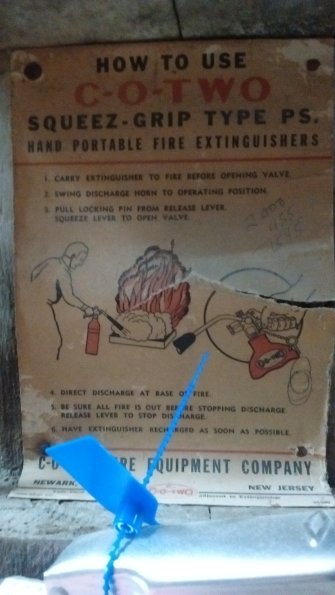 HOW TO USE
C-O-TWO
SQUEEZ-GRIP TYPE PS.
HAND PORTABLE FIRE EXTINGUISHERS
1. CARRY EXTINGUISHER TO FIRE BEFORE OPENING VALVE.
2. SWING DISCHARGE HORN TO OPERATING POSITION.
3. PULL LOCKING PIN FROM RELEASE LEVER.
SQUEEZE LEVER TO OPEN VALVE.
4. DIRECT DISCHARGE AT BASE OF FIRE.
5. BE SURE ALL FIRE IS OUT BEFORE STOPPING DISCHARGE
RELEASE LEVER TO STOP DISCHARGE.
6. HAVE EXTINGUISHER RECHARGED AS SOON AS POSSIBLE.
FIRE EQUIPMENT COMPANY
NEWARK, NEW JERSEY
C-O-TWO